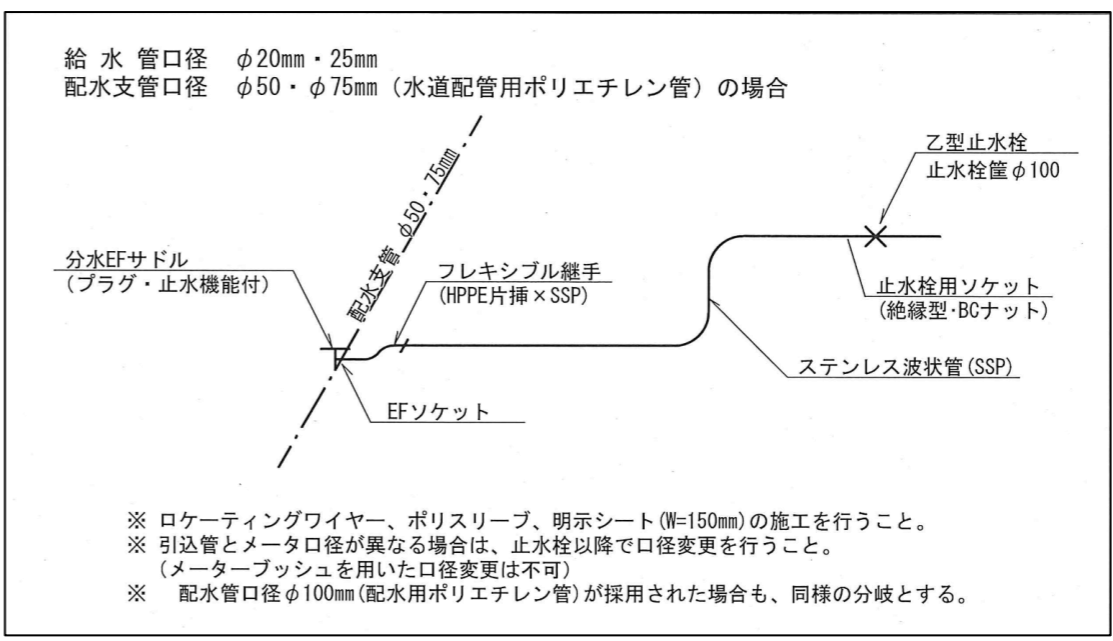 給 水 管口径 φ20mm・25mm
配水支管口径 φ50・φ75mm（水道配管用ポリエチレン管）の場合
乙型止水栓
止水栓筐φ100
配水支管 φ50・75mm
分水EFサドル
（プラグ・止水機能付）
フレキシブル継手
(HPPE片挿×SSP)
止水栓用ソケット
(絶縁型･BCナット)
ステンレス波状管(SSP)
EFソケット
※ ロケーティングワイヤー、ポリスリーブ、明示シート(W=150mm)の施工を行うこと。
※ 引込管とメータ口径が異なる場合は、止水栓以降で口径変更を行うこと。
（メーターブッシュを用いた口径変更は不可）
※ 配水管口径φ100mm(配水用ポリエチレン管)が採用された場合も、同様の分岐とする。